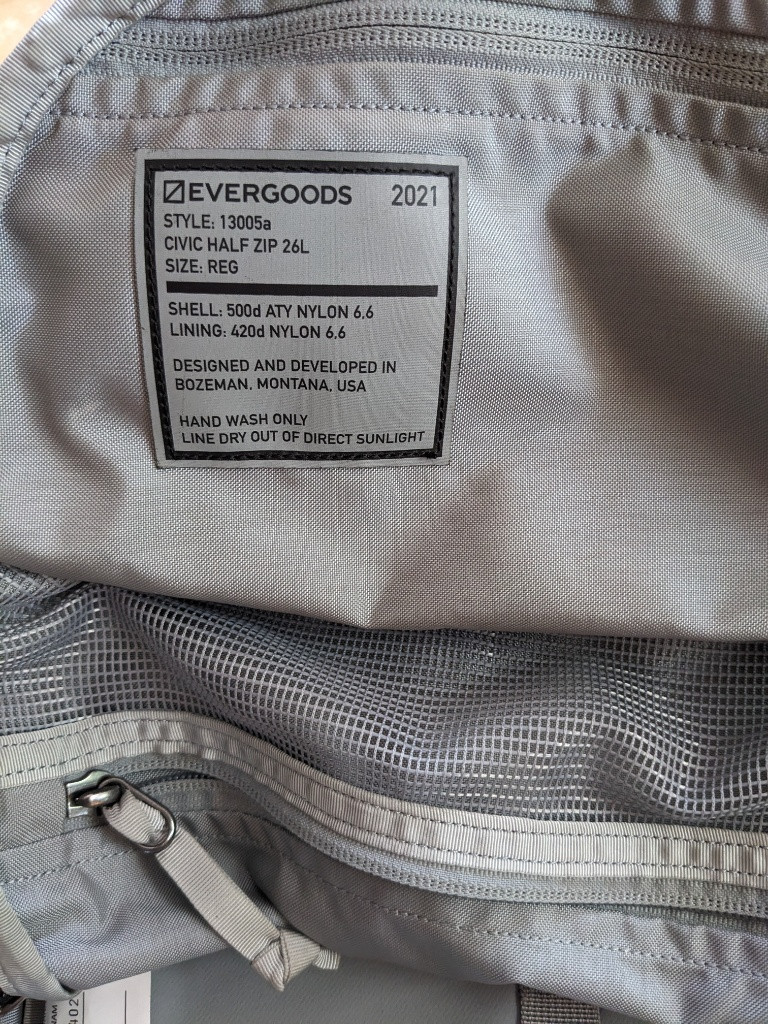 EVERGOODS 2021
STYLE: 13005a
CIVIC HALF ZIP 26L
SIZE: REG
SHELL: 500d ATY NYLON 6,6
LINING: 420d NYLON 6,6
DESIGNED AND DEVELOPED IN
BOZEMAN, MONTANA, USA
HAND WASH ONLY
LINE DRY OUT OF DIRECT SUNLIGHT